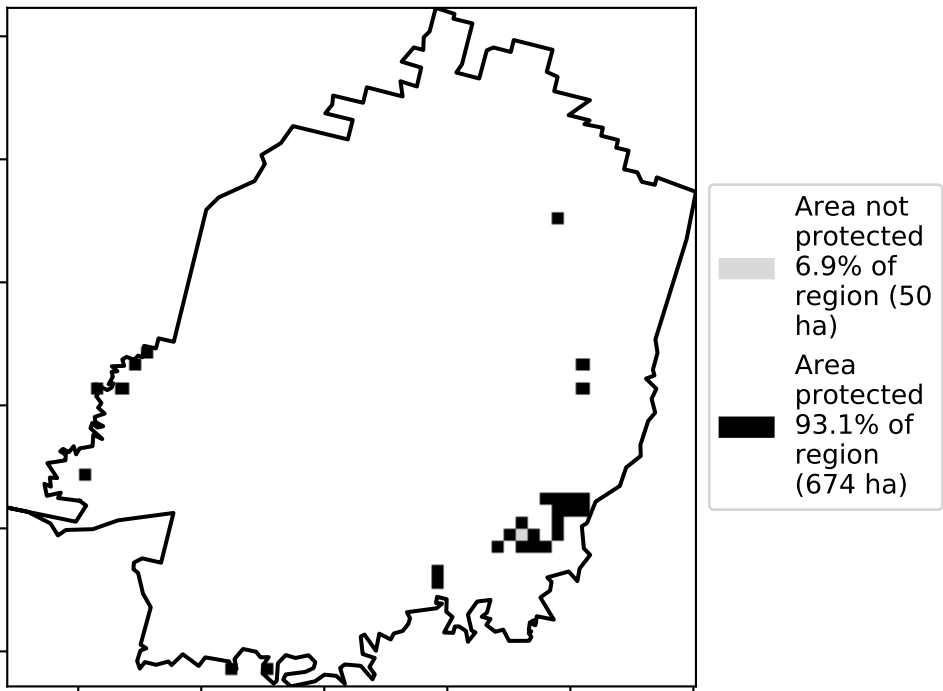 Area not
protected
6.9% of
region (50
ha)
Area
protected
93.1% of
region
(674 ha)